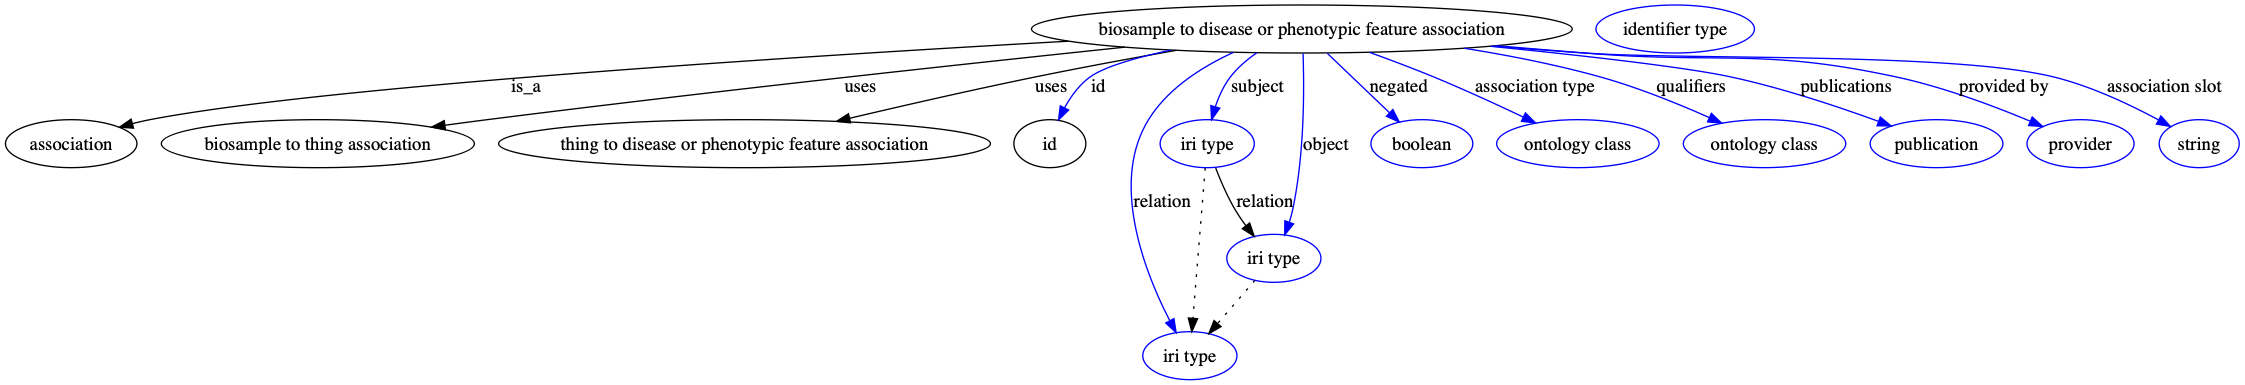 biosample to disease or phenotypic feature association
identifier type
is_a
uses
uses
id
subject
negated
association type
qualifiers
publications
provided by
association slot
association
biosample to thing association
thing to disease or phenotypic feature association
id
iri type
object
boolean
ontology class
ontology class
publication
provider
string
relation
relation
iri type
iri type